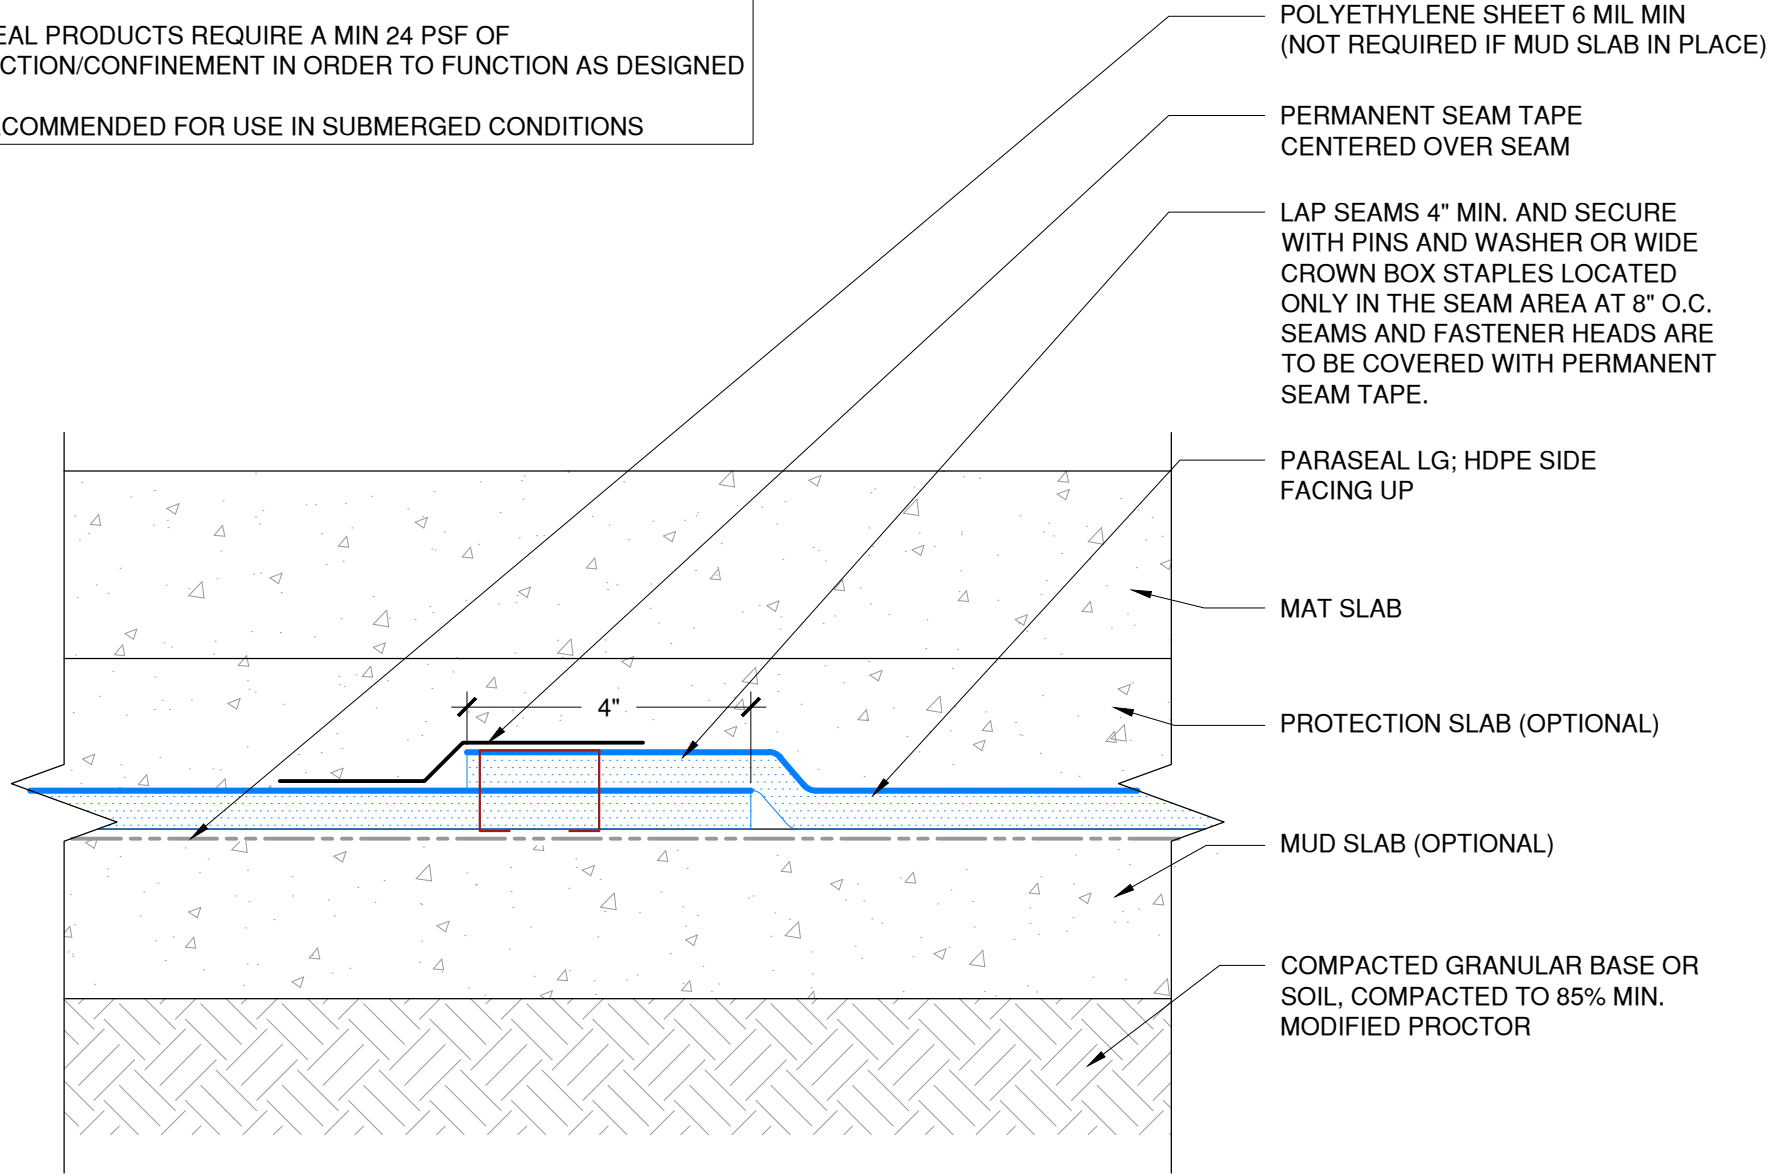 EAL PRODUCTS REQUIRE A MIN 24 PSF OF
CTION/CONFINEMENT IN ORDER TO FUNCTION AS DESIGNED
COMMENDED FOR USE IN SUBMERGED CONDITIONS
POLYETHYLENE SHEET 6 MIL MIN
(NOT REQUIRED IF MUD SLAB IN PLACE)
PERMANENT SEAM TAPE
CENTERED OVER SEAM
LAP SEAMS 4" MIN. AND SECURE
WITH PINS AND WASHER OR WIDE
CROWN BOX STAPLES LOCATED
ONLY IN THE SEAM AREA AT 8" O.C.
SEAMS AND FASTENER HEADS ARE
TO BE COVERED WITH PERMANENT
SEAM TAPE.
PARASEAL LG; HDPE SIDE
FACING UP
MAT SLAB
4"
PROTECTION SLAB (OPTIONAL)
MUD SLAB (OPTIONAL)
COMPACTED GRANULAR BASE OR
SOIL, COMPACTED TO 85% MIN.
MODIFIED PROCTOR